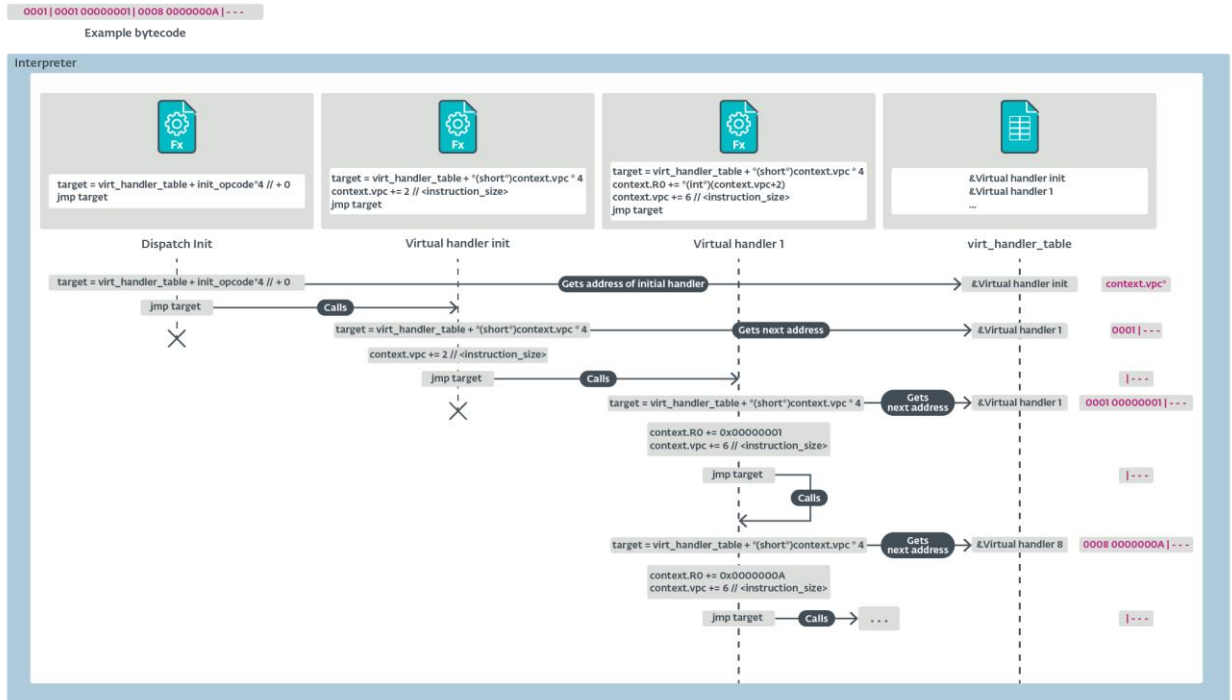 0001 | 0001 00000001 | 0008 0000000A | - - -
Example bytecode
Interpreter
Fx
Fx
Fx
target = virt_handler_table + init_opcode*4 // + 0
jmp target
target = virt_handler_table + *(short*)context.vpc * 4
context.vpc += 2 // <instruction_size>
jmp target
target = virt_handler_table + *(short*)context.vpc * 4
context.R0 += *(int*)(context.vpc+2)
context.vpc += 6 // <instruction_size>
jmp target
&Virtual handler init
&Virtual handler 1
...
Dispatch Init
Virtual handler init
Virtual handler 1
virt_handler_table
target = virt_handler_table + init_opcode*4 // + 0
Gets address of initial handler
&Virtual handler init
context.vpc*
jmp target
Calls
target = virt_handler_table + *(short*)context.vpc * 4
Gets next address
&Virtual handler 1
0001 | - - -
context.vpc += 2 // <instruction_size>
jmp target
Calls
| - - -
target = virt_handler_table + *(short*)context.vpc * 4
Gets
next address
&Virtual handler 1
0001 00000001 | - - -
context.R0 += 0x00000001
context.vpc += 6 // <instruction_size>
jmp target
| - - -
Calls
target = virt_handler_table + *(short*)context.vpc * 4
Gets
next address
&Virtual handler 8
0008 0000000A | - - -
context.R0 += 0x0000000A
context.vpc += 6 // <instruction_size>
jmp target
Calls
. . .
| - - -